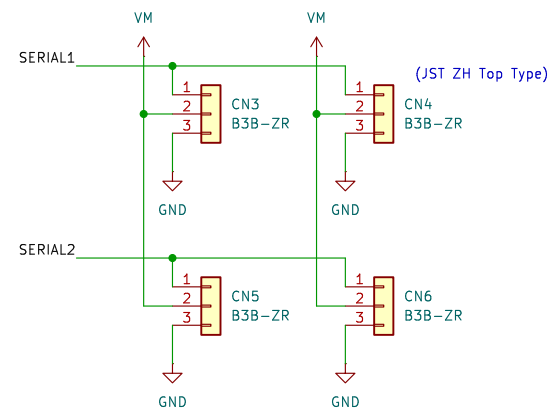 VM VM
SERIAL1
(JST ZH Top Type)
1 1
CN3 CN4
2 2
B3B-ZR B3B-ZR
3 3
GND GND
SERIAL2
1 1
CN5 CN6
2 2
B3B-ZR B3B-ZR
3 3
GND GND